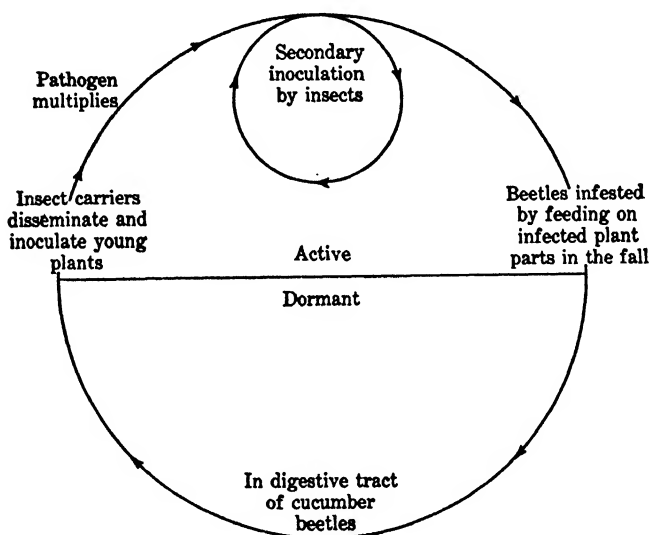 Secondary
inoculation
by insects
Pathogen
multiplies
Insect carriers
disseminate and
inoculate young
plants
Beetles infested
by feeding on
infected plant
parts in the fall
Active
Dormant
In digestive tract
of cucumber
beetles